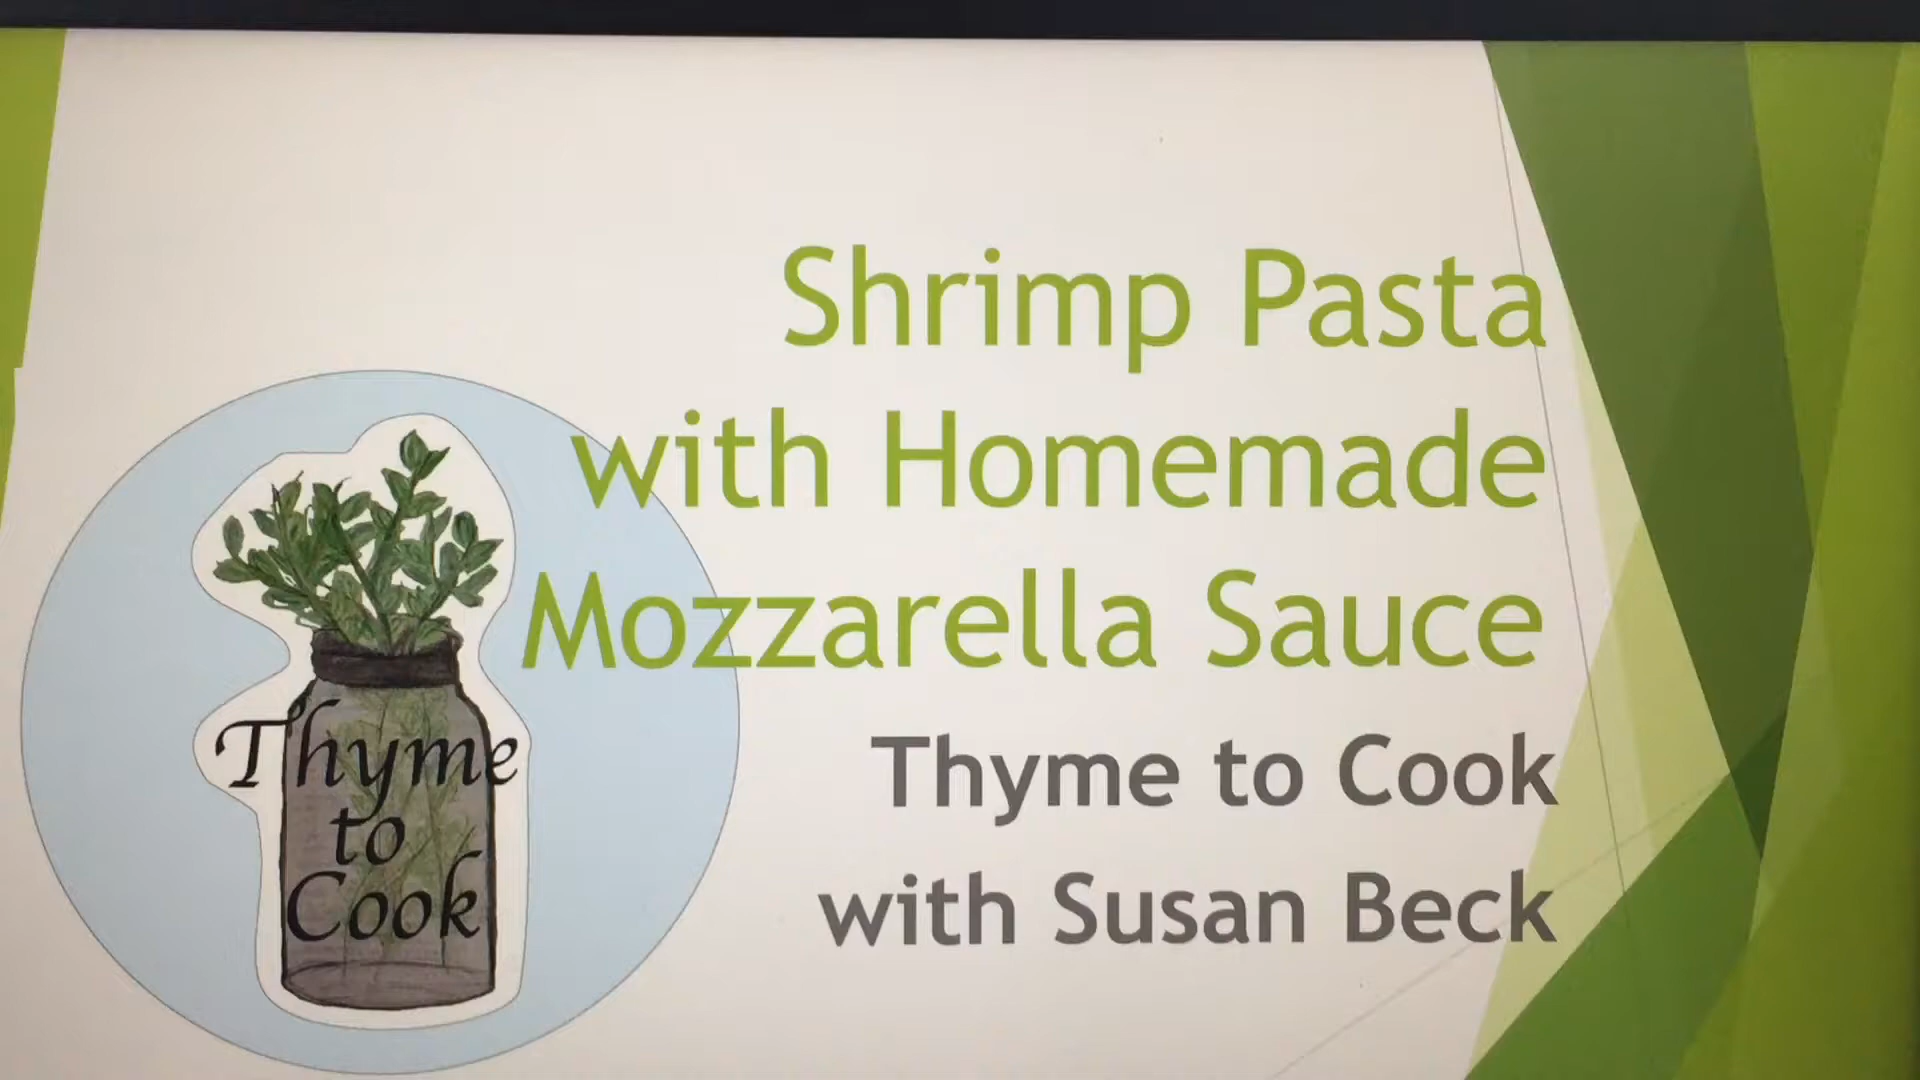 Shrimp Pasta
with Homemade
Mozzarella Sauce
Thyme to Cook
with Susan Beck
Thyme
to
Cook